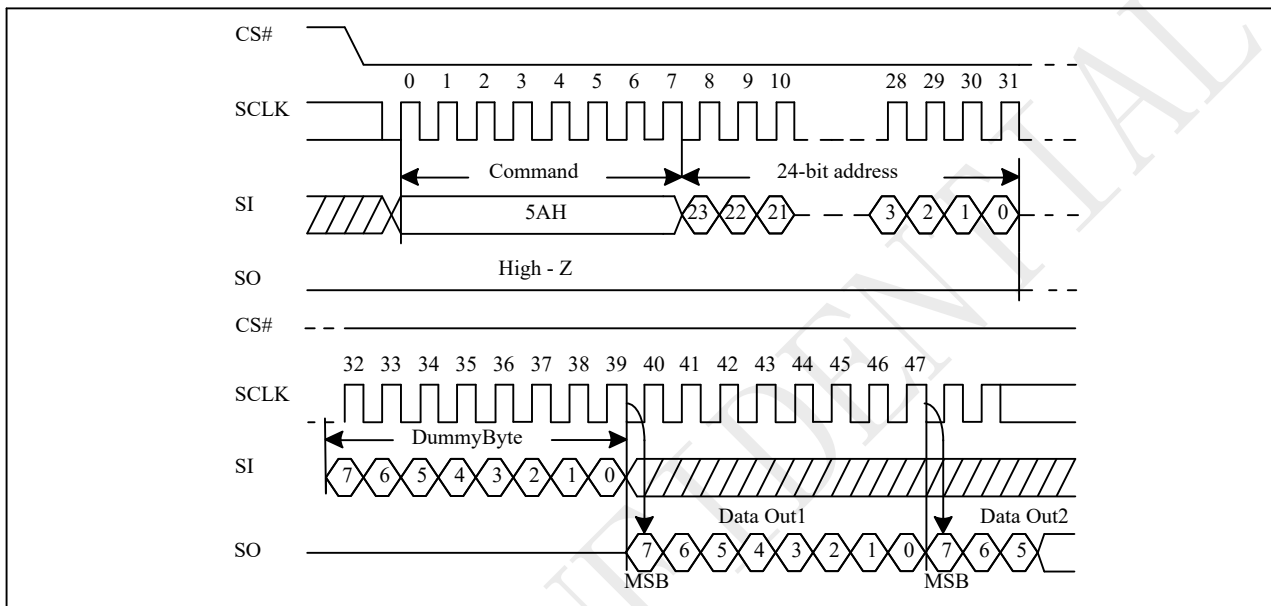 CS#
0 1 2 3 4 5 6 7 8 9 10 28 29 30 31
SCLK
Command 24-bit address
SI 5AH 23 22 21 3 2 1 0
High - Z
SO
CS#
32 33 34 35 36 37 38 39 40 41 42 43 44 45 46 47
SCLK
DummyByte
SI 7 6 5 4 3 2 1 0
Data Out1 Data Out2
SO 7 6 5 4 3 2 1 0 7 6 5
MSB MSB